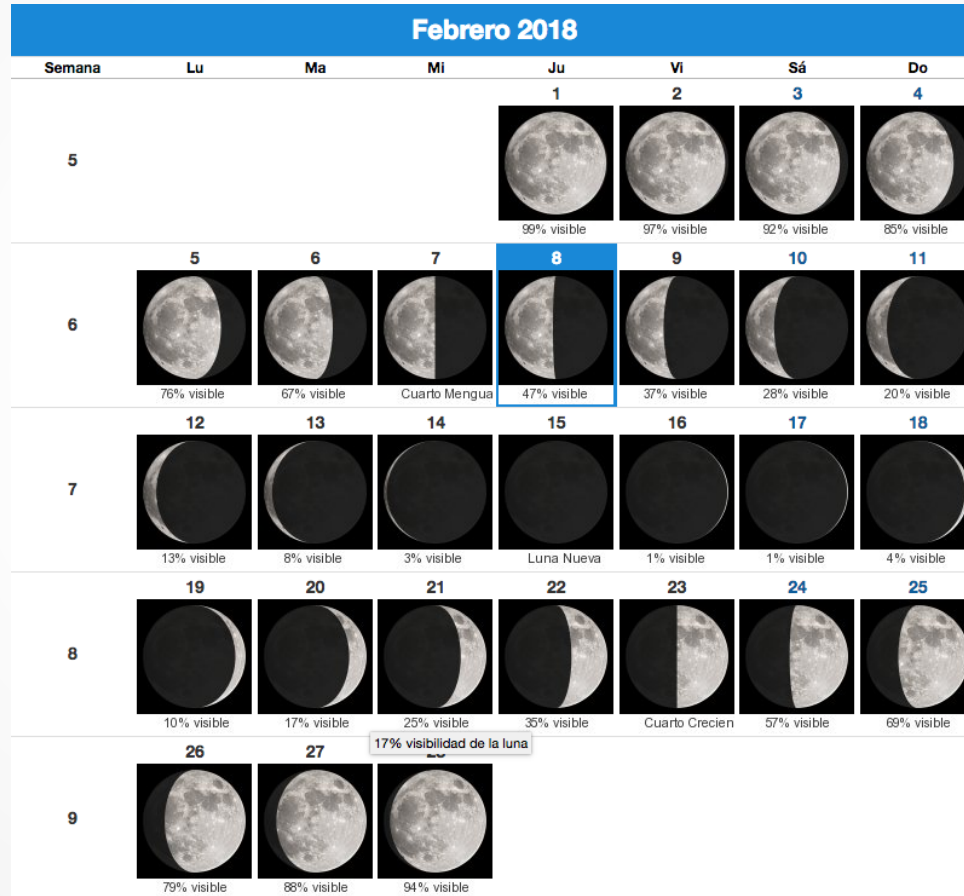 Febrero 2018
Semana Lu Ma Mi Ju Vi Sá Do
1 2 3 4
5
99% visible 97% visible 92% visible 85% visible
5 6 7 8 9 10 11
6
76% visible 67% visible Cuarto Mengua 47% visible 37% visible 28% visible 20% visible
12 13 14 15 16 17 18
7
13% visible 8% visible 3% visible Luna Nueva 1% visible 1% visible 4% visible
19 20 21 22 23 24 25
8
10% visible 17% visible 25% visible 35% visible Cuarto Crecien 57% visible 69% visible
17% visibilidad de la luna
26 27
9
79% visible 88% visible 94% visible